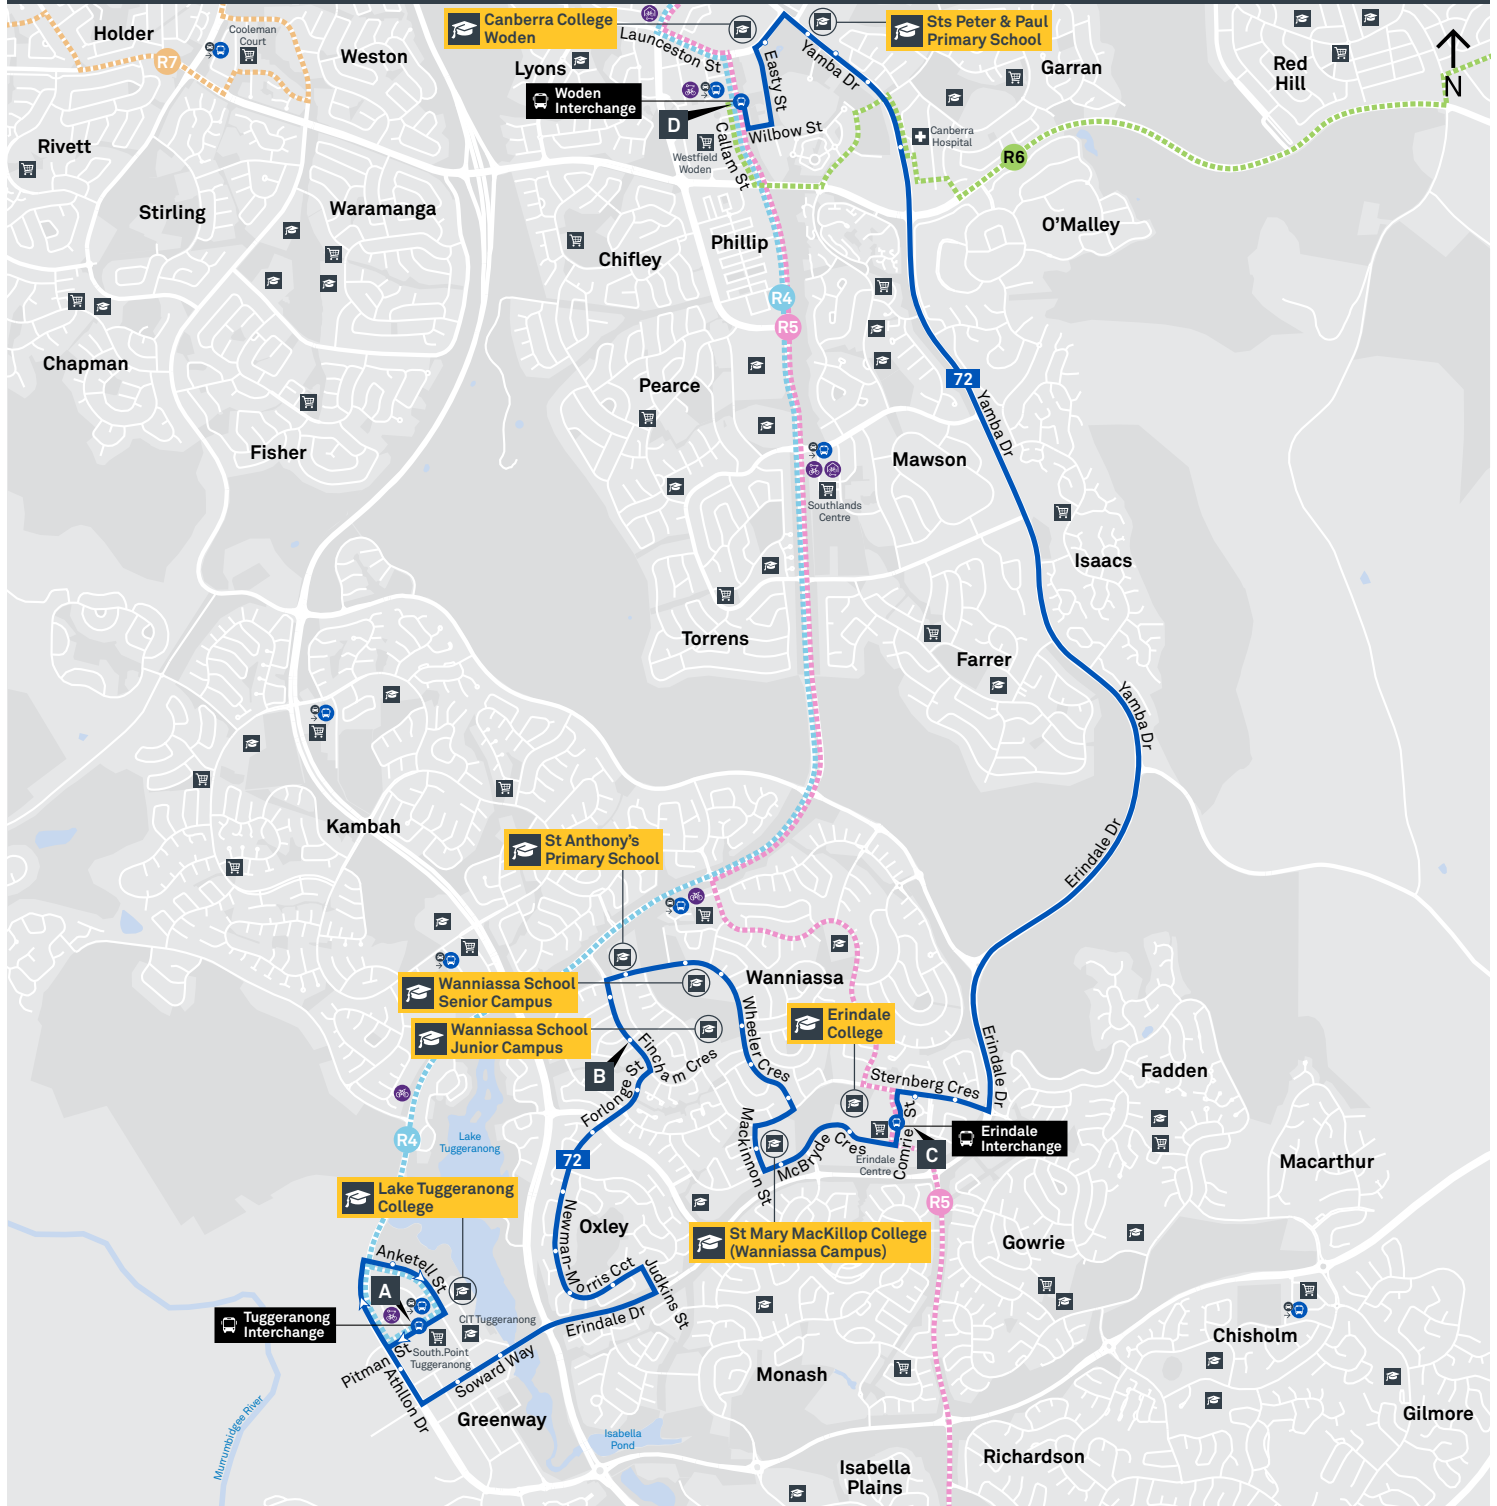 Holder
Cooleman
Court
R7
Weston
Canberra College
Woden
Launceston St
Lyons
Woden
Interchange
D
Easty St
Yamba Dr
Sts Peter & Paul
Primary School
Garran
Red
Hill
N
Wilbow St
Callam St
Westfield
Woden
Canberra
Hospital
R6
Rivett
Stirling
Waramanga
Phillip
Chifley
O'Malley
R4
R5
Chapman
Pearce
72
Yamba Dr
Fisher
Mawson
Southlands
Centre
Isaacs
Torrens
Farrer
Yamba Dr
Kambah
St Anthony's
Primary School
Erindale Dr
Wanniassa School
Senior Campus
Wanniassa
Wanniassa School
Junior Campus
Wheeler Cres
Erindale
College
Fincham Cres
B
Forlonge St
Sternberg Cres
Erindale Dr
Fadden
R4
Lake
Tuggeranong
Mackinnon St
McBryde Cres
Erindale
Centre
Comrie St
C
Erindale
Interchange
72
Macarthur
Lake Tuggeranong
College
Newman-Morris Cct
Oxley
St Mary MacKillop College
(Wanniassa Campus)
R5
Gowrie
Anketell St
A
Judkins St
Tuggeranong
Interchange
CIT Tuggeranong
South.Point
Tuggeranong
Erindale Dr
Chisholm
Pitman St
Athllon Dr
Soward Way
Monash
Greenway
Gilmore
Murrumbidgee River
Isabella
Pond
Richardson
Isabella
Plains